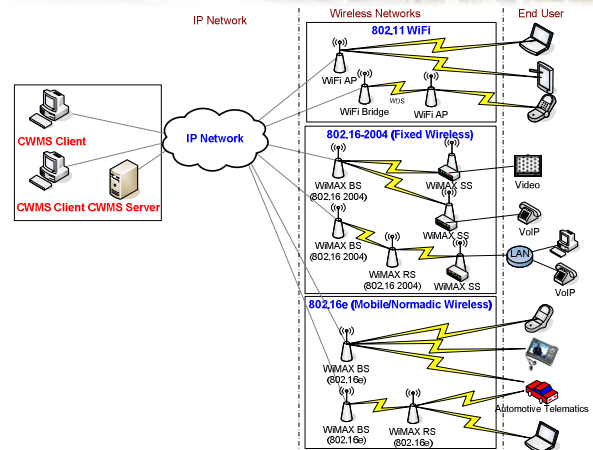 IP Network
Wireless Networks
End User
802.11 WiFi
WiFi AP
WiFi Bridge
WDS
WiFi AP
CWMS Client
CWMS Client CWMS Server
IP Network
802.16-2004 (Fixed Wireless)
WiMAX BS
(802.16 2004)
WiMAX SS
Video
WiMAX BS
(802.16 2004)
WiMAX SS
VoIP
WiMAX RS
(802.16 2004)
WiMAX SS
LAN
VoIP
802.16e (Mobile/Normadic Wireless)
WiMAX BS
(802.16e)
Automotive Telematics
WiMAX BS
(802.16e)
WiMAX RS
(802.16e)